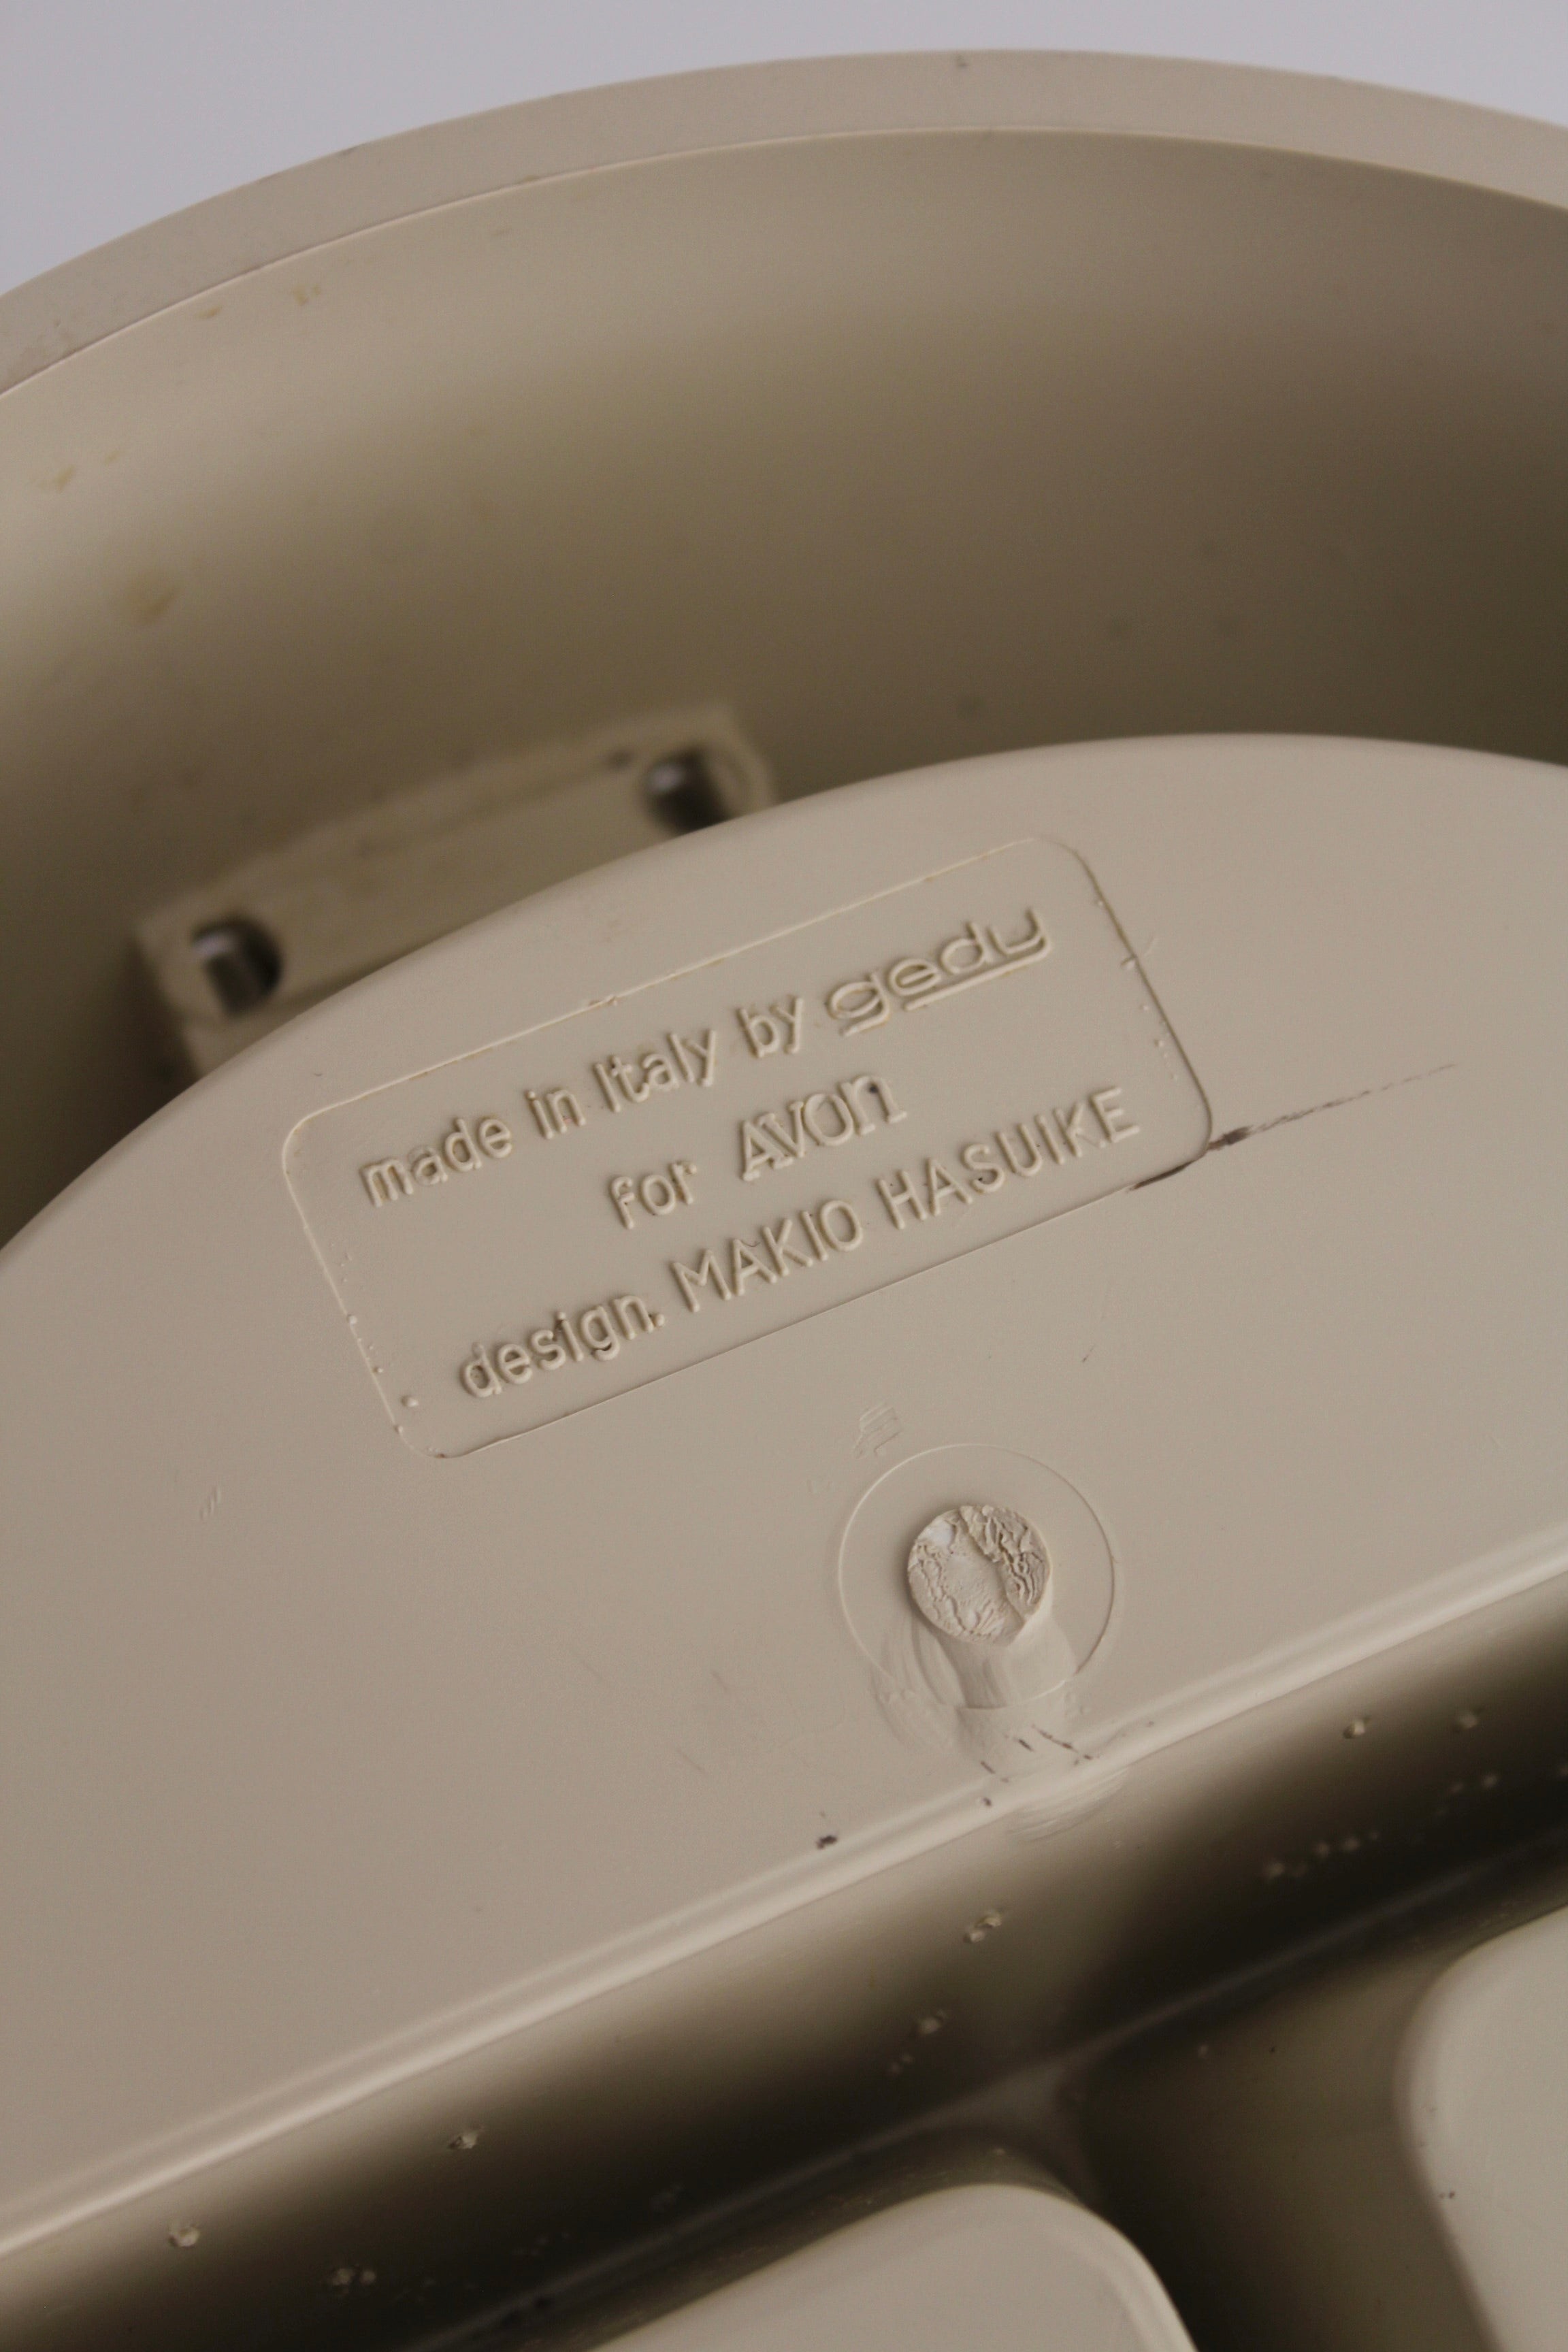 made in Italy by gedy
for AVON
design. MAKIO HASUIKE